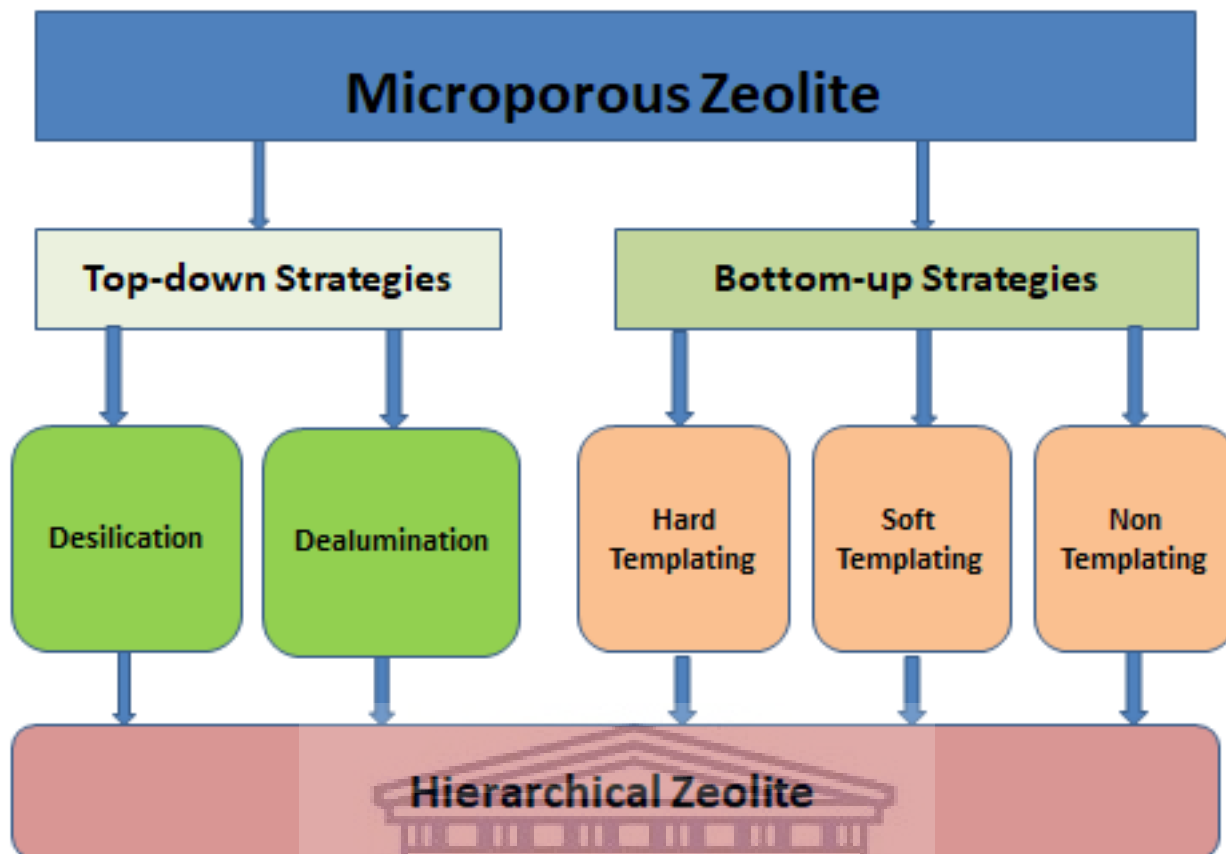 Microporous Zeolite
Top-down Strategies
Bottom-up Strategies
Desilication
Dealumination
Hard
Templating
Soft
Templating
Non
Templating
Hierarchical Zeolite